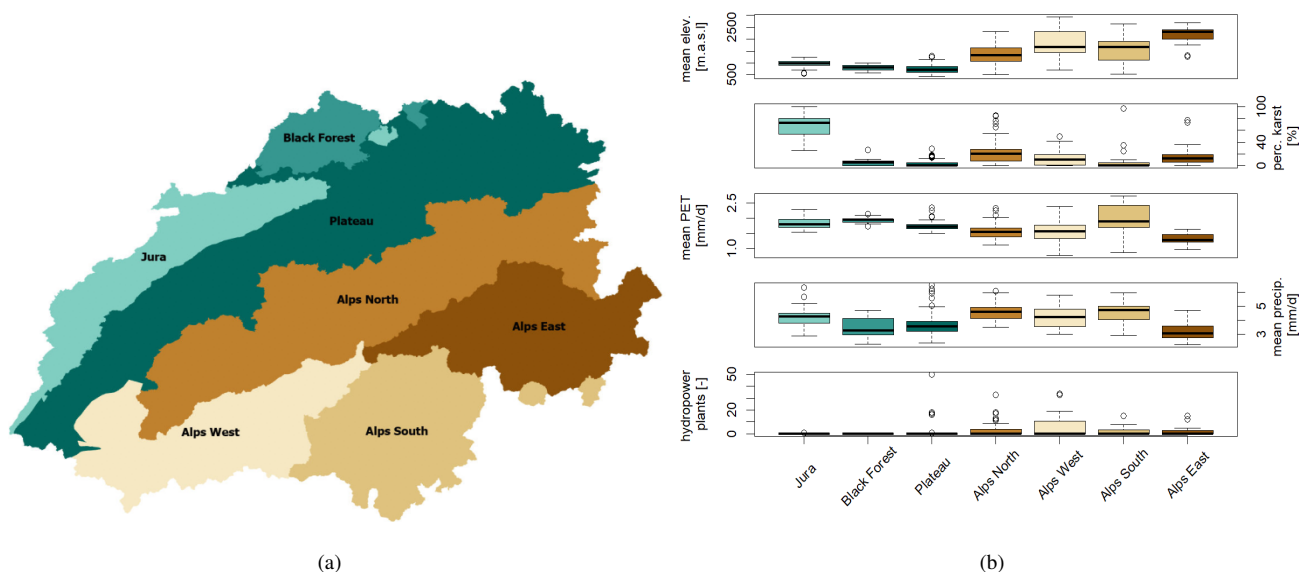 Black Forest
Plateau
Jura
Alps North
Alps East
Alps West
Alps South
(a)
mean elev.
[m.a.s.l]
2500
500
perc. karst
[%]
100
40
0
mean PET
[mm/d]
2.5
1.0
mean precip.
[mm/d]
5
3
hydropower
plants [-]
50
20
0
Jura
Black Forest
Plateau
Alps North
Alps West
Alps South
Alps East
(b)